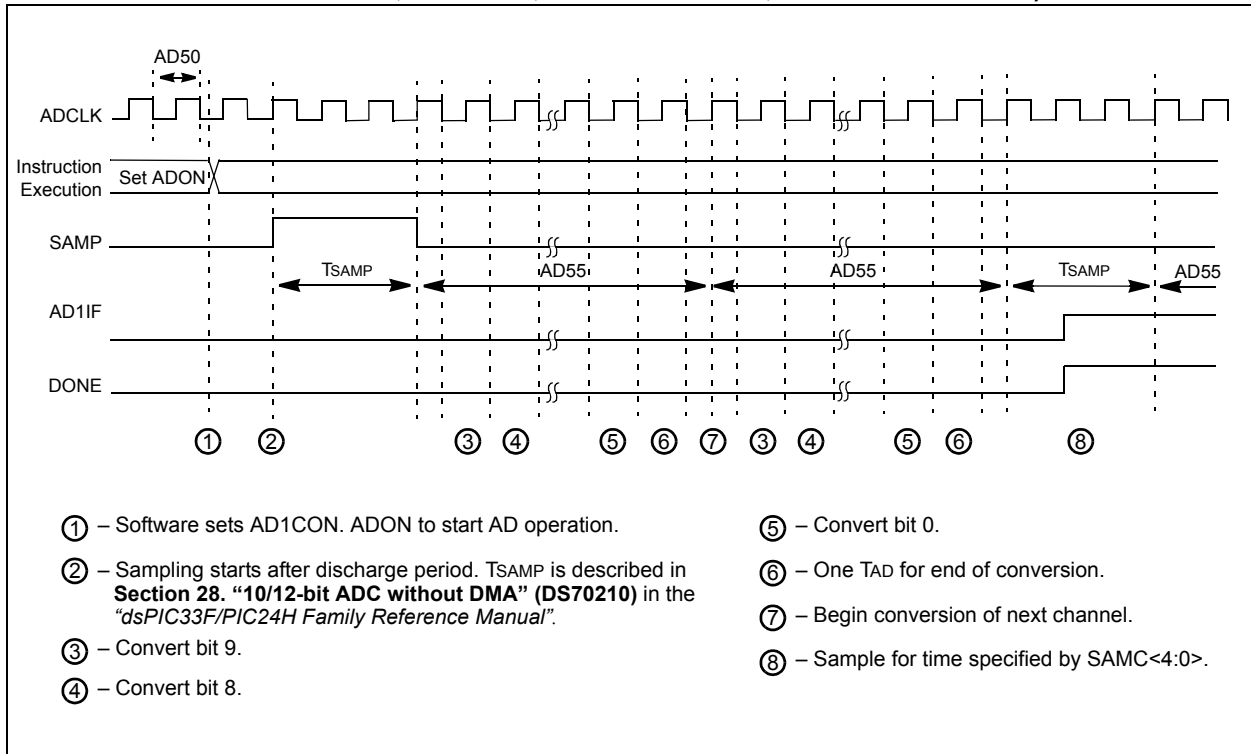 AD50
ADCLK
Instruction
Execution
Set ADON
SAMP
TSAMP
AD55
AD55
TSAMP
AD55
AD1IF
DONE
1 2 3 4 5 6 7 3 4 5 6 8
1 – Software sets AD1CON. ADON to start AD operation.
2 – Sampling starts after discharge period. TSAMP is described in
Section 28. “10/12-bit ADC without DMA” (DS70210) in the
“dsPIC33F/PIC24H Family Reference Manual”.
3 – Convert bit 9.
4 – Convert bit 8.
5 – Convert bit 0.
6 – One TAD for end of conversion.
7 – Begin conversion of next channel.
8 – Sample for time specified by SAMC<4:0>.